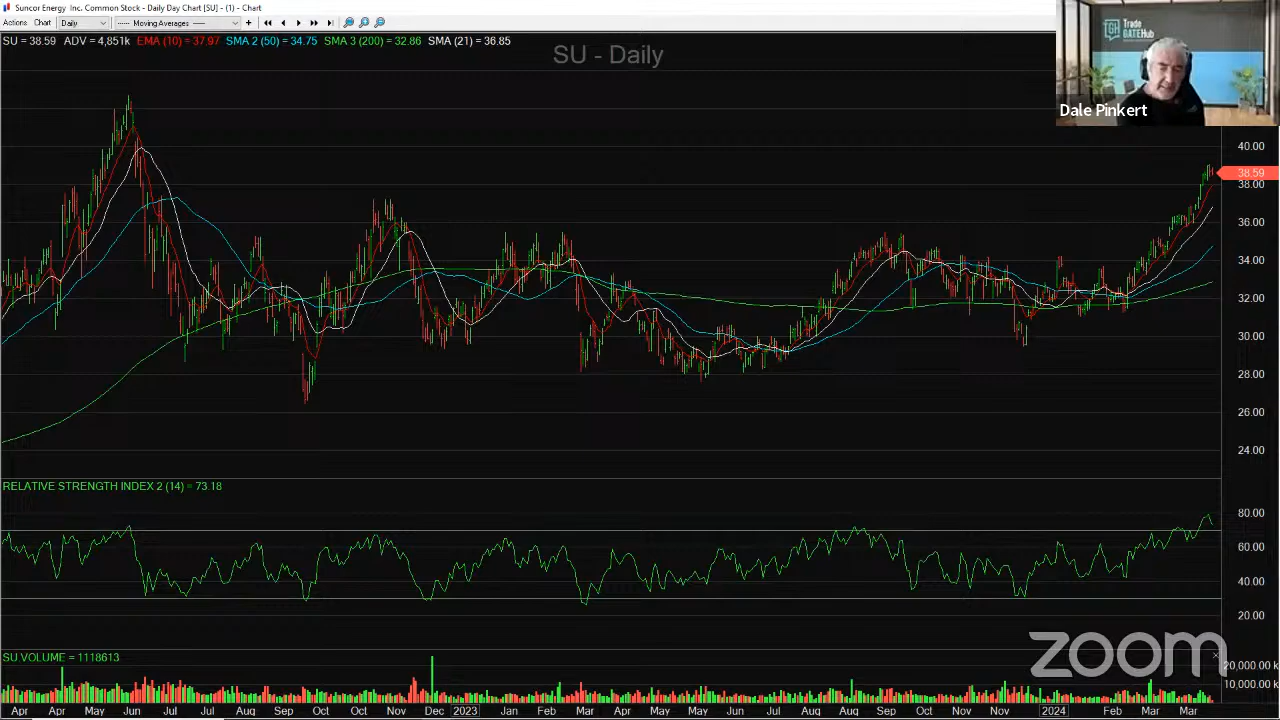 Suncor Energy Inc. Common Stock - Daily Day Chart [SU] - (1) - Chart
Actions Chart Daily Moving Averages
SU = 38.59 ADV = 4,851k EMA (10) = 37.97 SMA 2 (50) = 34.75 SMA 3 (200) = 32.86 SMA (21) = 36.85
SU - Daily
Trade
GATEHub
Dale Pinkert
40.00
38.59
38.00
36.00
34.00
32.00
30.00
28.00
26.00
24.00
RELATIVE STRENGTH INDEX 2 (14) = 73.18
80.00
60.00
40.00
20.00
zoom
SU VOLUME = 1118613
20,000.00 k
10,000.00 k
Apr Apr May Jun Jul Jul Aug Sep Oct Oct Nov Dec 2023 Jan Feb Mar Apr May May Jun Jul Aug Aug Sep Oct Nov Nov 2024 Feb Mar Mar